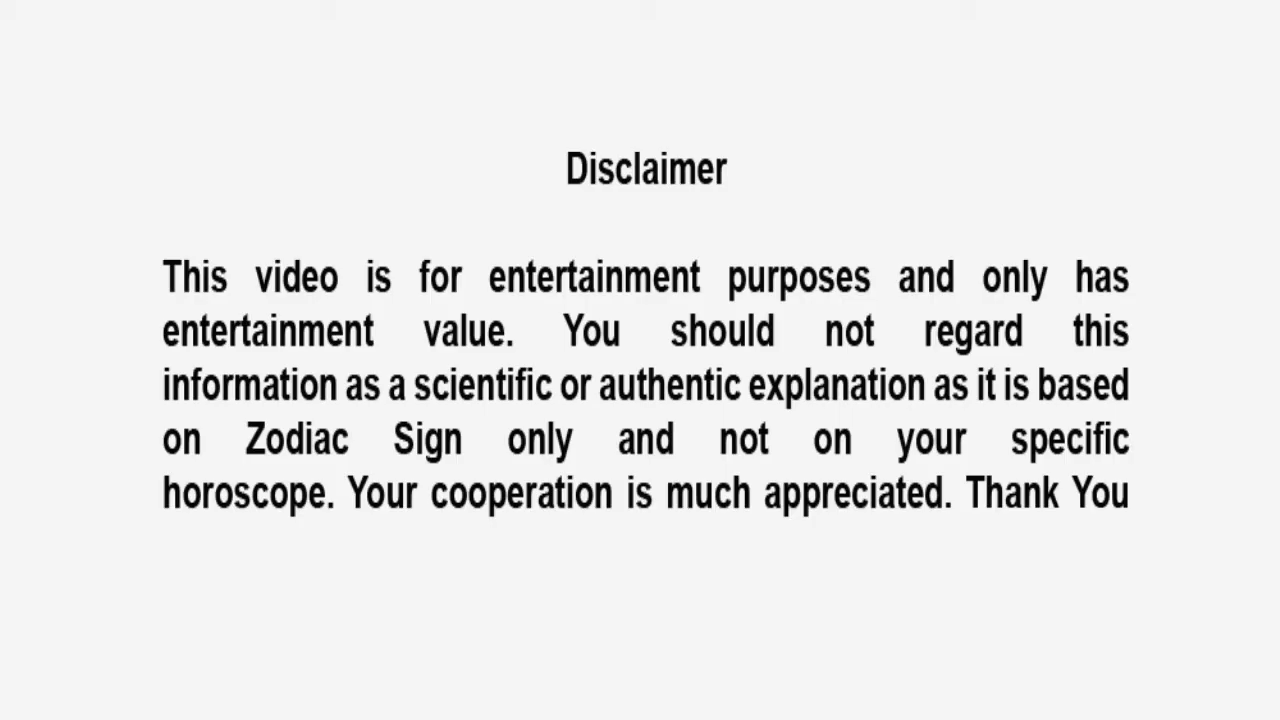 Disclaimer
This video is for entertainment purposes and only has
entertainment value. You should not regard this
information as a scientific or authentic explanation as it is based
on Zodiac Sign only and not on your specific
horoscope. Your cooperation is much appreciated. Thank You